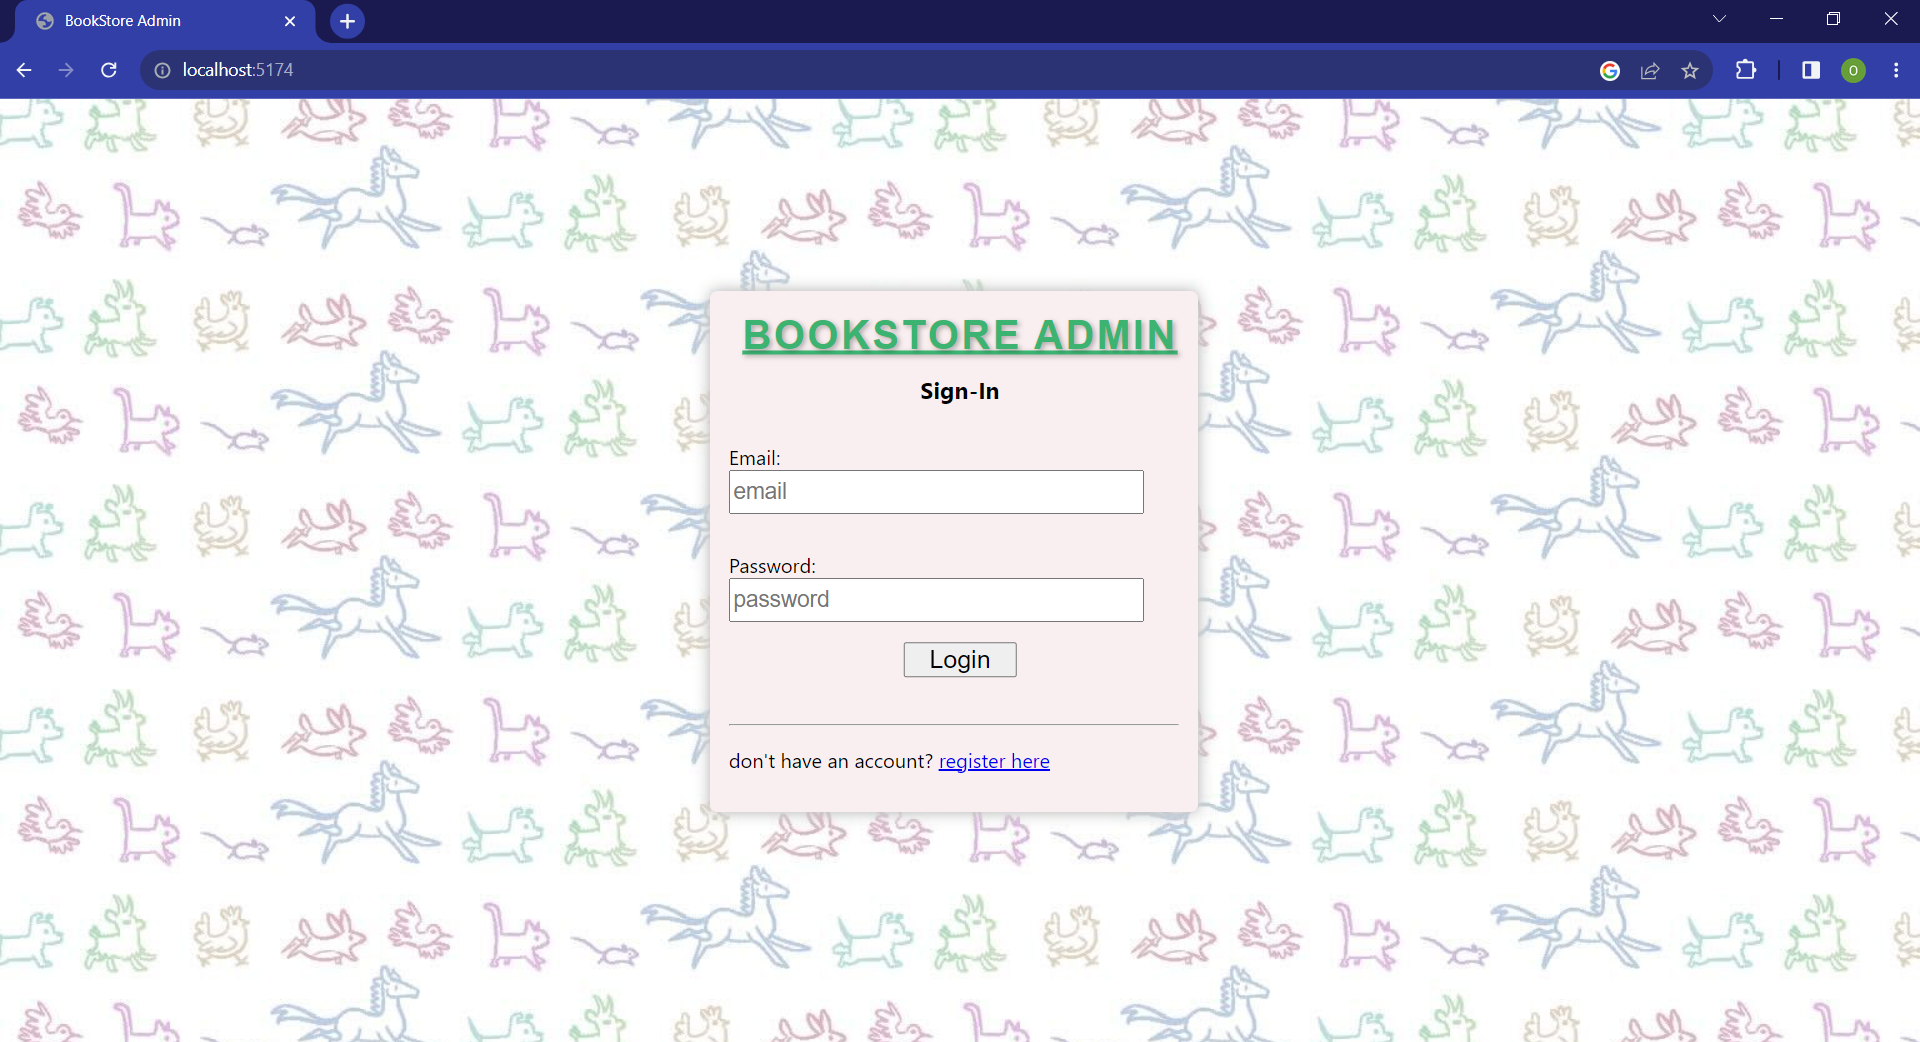 BookStore Admin
localhost:5174
O
BOOKSTORE ADMIN
Sign-In
Email:
email
Password:
password
Login
don't have an account? register here